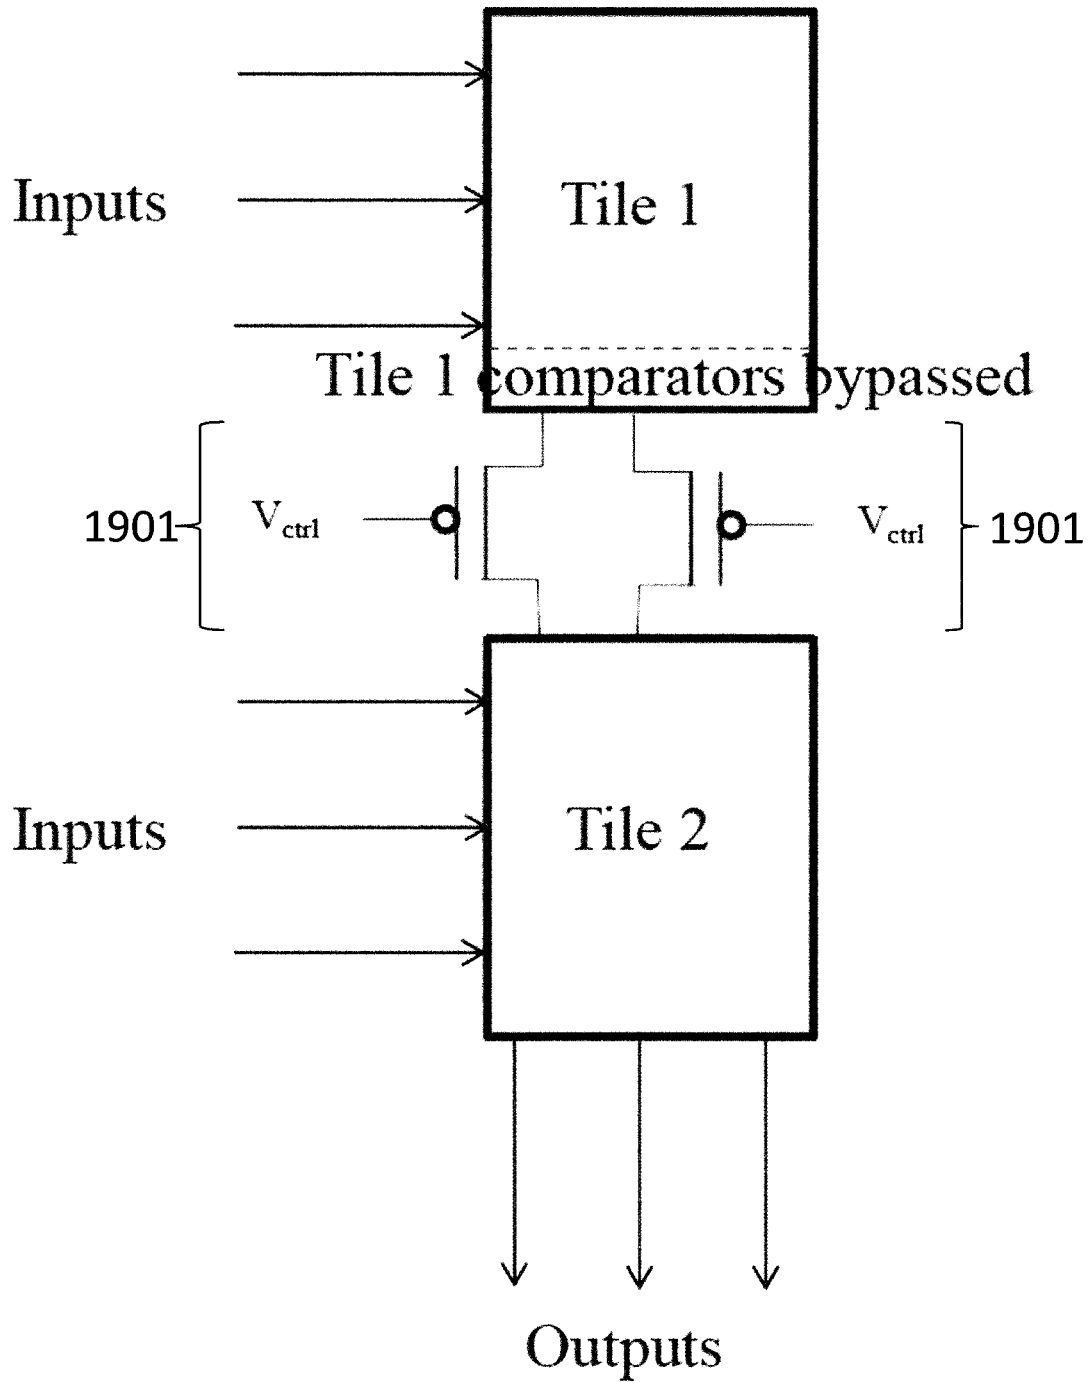 Inputs
Tile 1
Tile 1 comparators bypassed
1901
Vctrl
Vctrl
1901
Inputs
Tile 2
Outputs